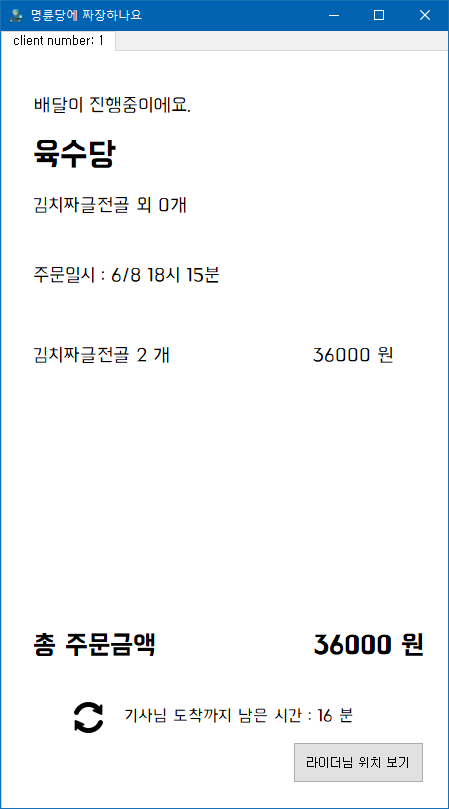 명륜당에 짜장하나요
client number: 1
배달이 진행중이에요.
육수당
김치짜글전골 외 0개
주문일시 : 6/8 18시 15분
김치짜글전골 2 개 36000 원
총 주문금액 36000 원
기사님 도착까지 남은 시간 : 16 분
라이더님 위치 보기